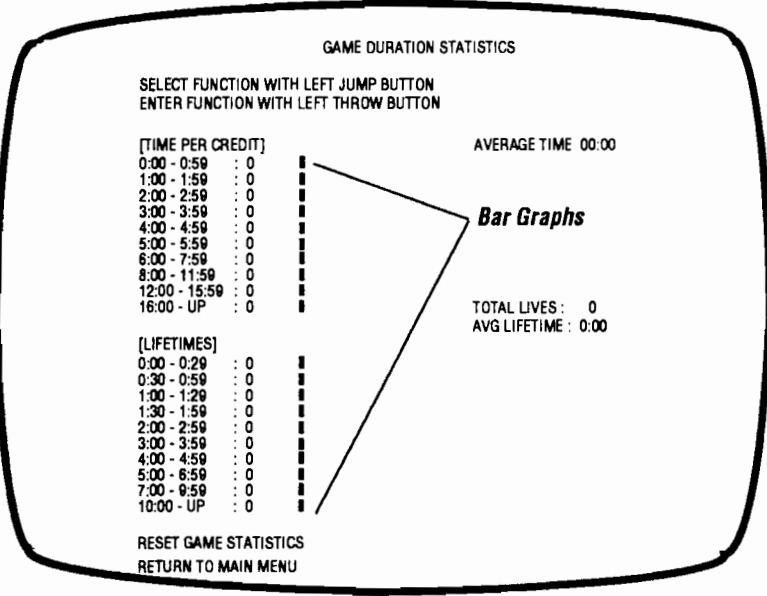 GAME DURATION STATISTICS
SELECT FUNCTION WITH LEFT JUMP BUTTON
ENTER FUNCTION WITH LEFT THROW BUTTON
[TIME PER CREDIT] AVERAGE TIME 00:00
0:00 - 0:59 : 0
1:00 - 1:59 : 0
2:00 - 2:59 : 0
3:00 - 3:59 : 0
4:00 - 4:59 : 0
5:00 - 5:59 : 0
6:00 - 7:59 : 0
8:00 - 11:59 : 0
12:00 - 15:59 : 0
16:00 - UP : 0
Bar Graphs
TOTAL LIVES : 0
AVG LIFETIME : 0:00
[LIFETIMES]
0:00 - 0:29 : 0
0:30 - 0:59 : 0
1:00 - 1:29 : 0
1:30 - 1:59 : 0
2:00 - 2:59 : 0
3:00 - 3:59 : 0
4:00 - 4:59 : 0
5:00 - 6:59 : 0
7:00 - 9:59 : 0
10:00 - UP : 0
RESET GAME STATISTICS
RETURN TO MAIN MENU